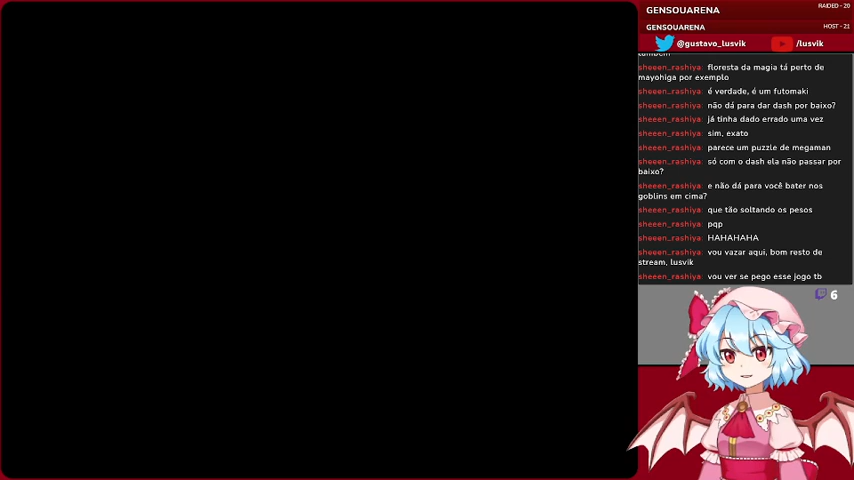 GENSOUARENA
RAIDED - 20
GENSOUARENA
HOST - 21
@gustavo_lusvik
/lusvik
também
sheeen_rashiya: floresta da magia tá perto de
mayohiga por exemplo
sheeen_rashiya: é verdade, é um futomaki
sheeen_rashiya: não dá para dar dash por baixo?
sheeen_rashiya: já tinha dado errado uma vez
sheeen_rashiya: sim, exato
sheeen_rashiya: parece um puzzle de megaman
sheeen_rashiya: só com o dash ela não passar por
baixo?
sheeen_rashiya: e não dá para você bater nos
goblins em cima?
sheeen_rashiya: que tão soltando os pesos
sheeen_rashiya: pqp
sheeen_rashiya: HAHAHAHA
sheeen_rashiya: vou vazar aqui, bom resto de
stream, lusvik
sheeen_rashiya: vou ver se pego esse jogo tb
6